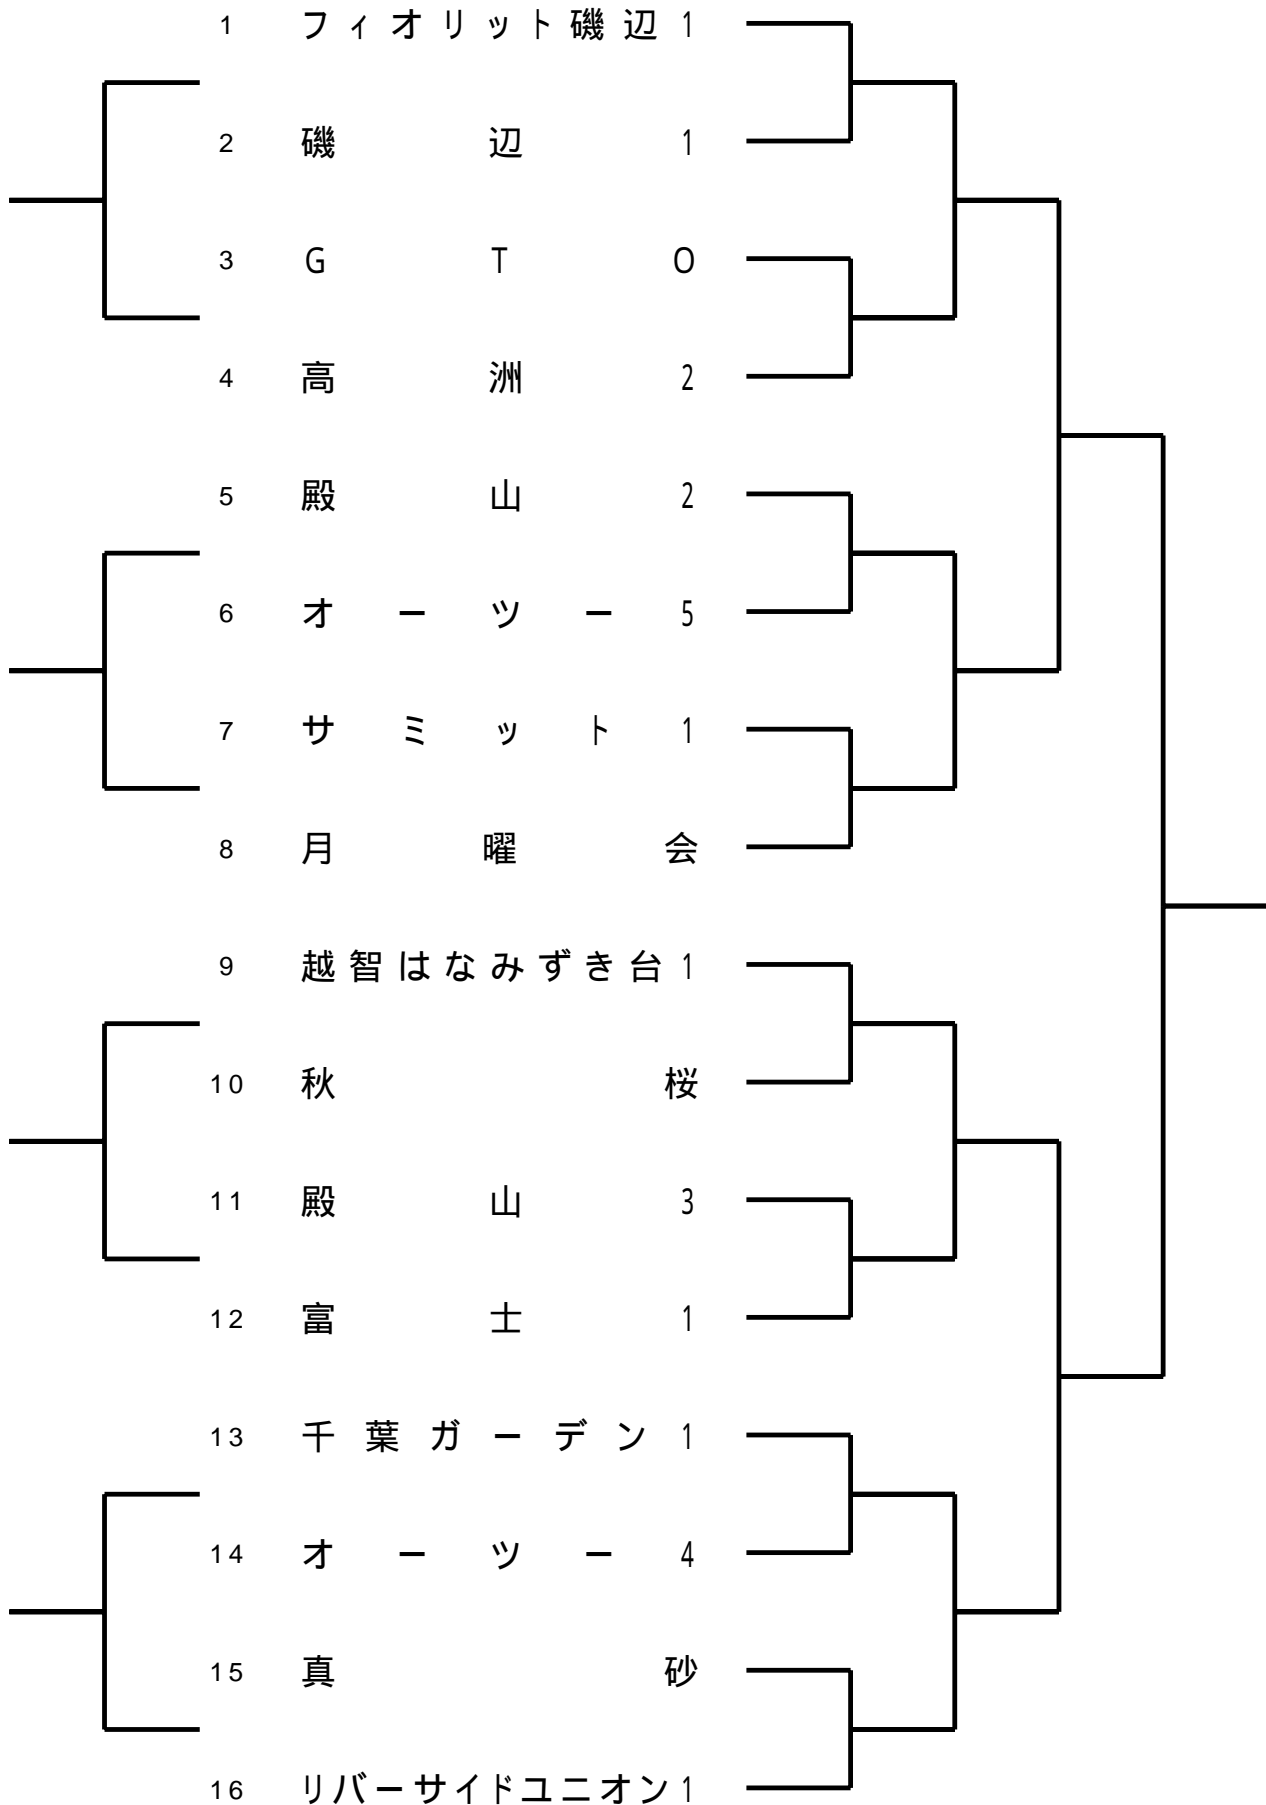 1 フィオリット磯辺1
2 磯辺1
3 GTO
4 高洲2
5 殿山2
6 オーツー5
7 サミット1
8 月曜会
9 越智はなみずき台1
10 秋桜
11 殿山3
12 富士1
13 千葉ガーデン1
14 オーツー4
15 真砂
16 リバーサイドユニオン1